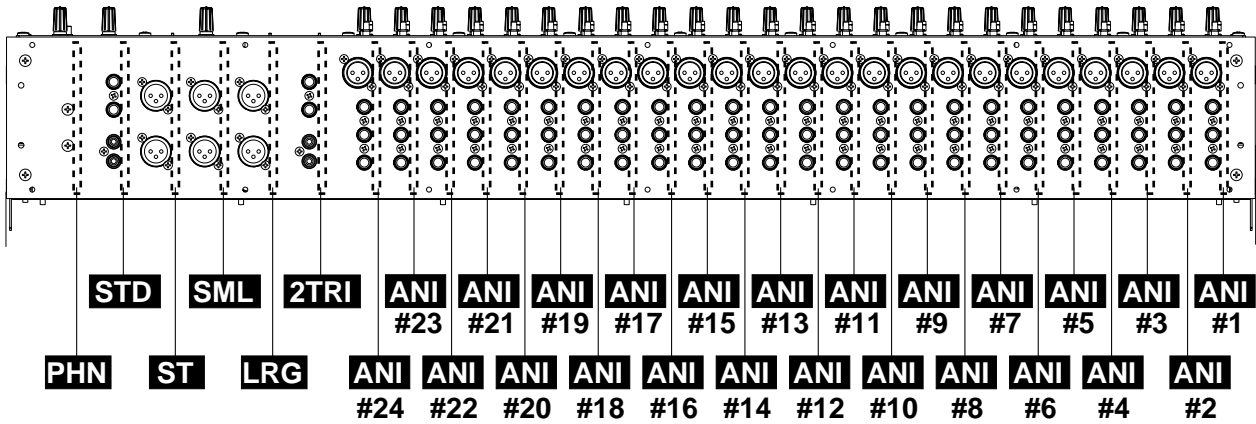 STD SML 2TRI ANI ANI ANI ANI ANI ANI ANI ANI ANI ANI ANI ANI
#23 #21 #19 #17 #15 #13 #11 #9 #7 #5 #3 #1
PHN ST LRG ANI ANI ANI ANI ANI ANI ANI ANI ANI ANI ANI ANI
#24 #22 #20 #18 #16 #14 #12 #10 #8 #6 #4 #2